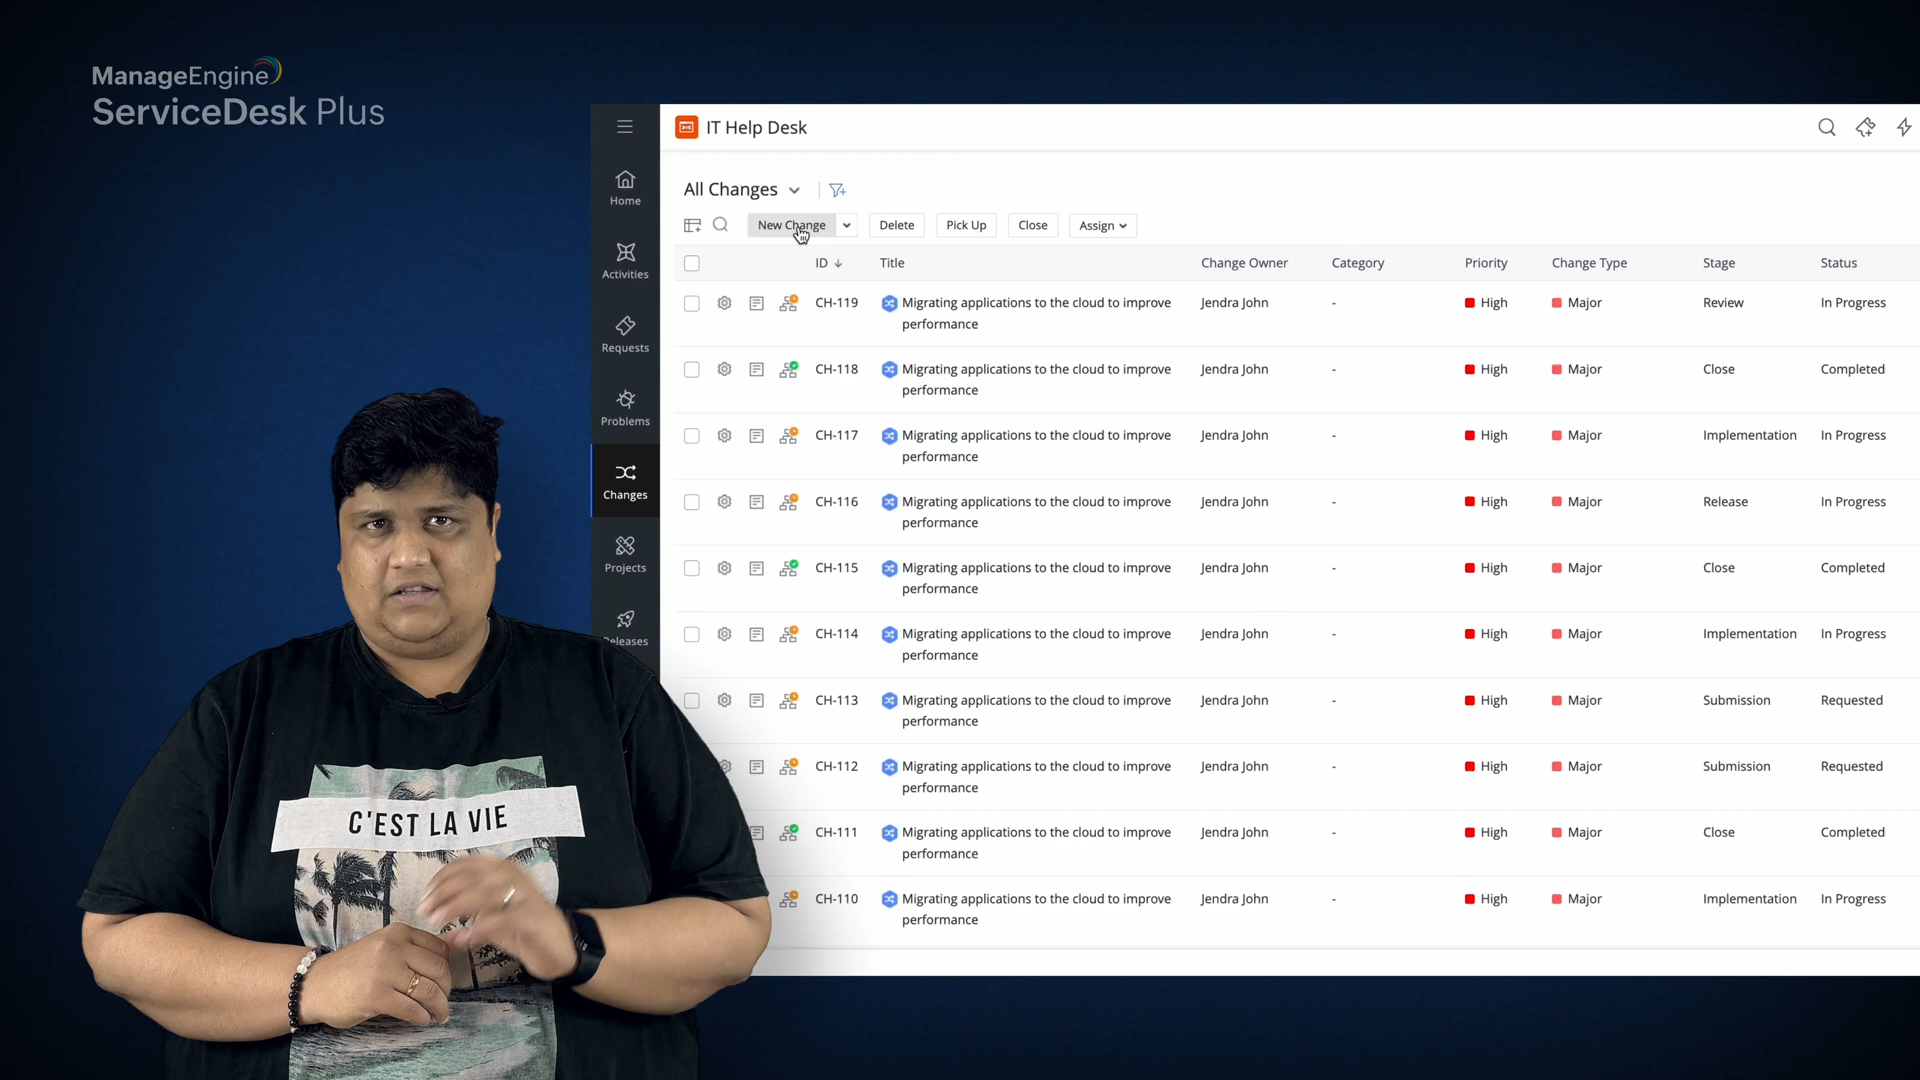 ManageEngine
ServiceDesk Plus
IT Help Desk
All Changes
New Change Delete Pick Up Close Assign
ID Title Change Owner Category Priority Change Type Stage Status
CH-119 Migrating applications to the cloud to improve Jendra John - High Major Review In Progress
performance
CH-118 Migrating applications to the cloud to improve Jendra John - High Major Close Completed
performance
CH-117 Migrating applications to the cloud to improve Jendra John - High Major Implementation In Progress
performance
CH-116 Migrating applications to the cloud to improve Jendra John - High Major Release In Progress
performance
CH-115 Migrating applications to the cloud to improve Jendra John - High Major Close Completed
performance
CH-114 Migrating applications to the cloud to improve Jendra John - High Major Implementation In Progress
performance
CH-113 Migrating applications to the cloud to improve Jendra John - High Major Submission Requested
performance
CH-112 Migrating applications to the cloud to improve Jendra John - High Major Submission Requested
performance
CH-111 Migrating applications to the cloud to improve Jendra John - High Major Close Completed
performance
CH-110 Migrating applications to the cloud to improve Jendra John - High Major Implementation In Progress
performance
Home
Activities
Requests
Problems
Changes
Projects
Releases
C'EST LA VIE